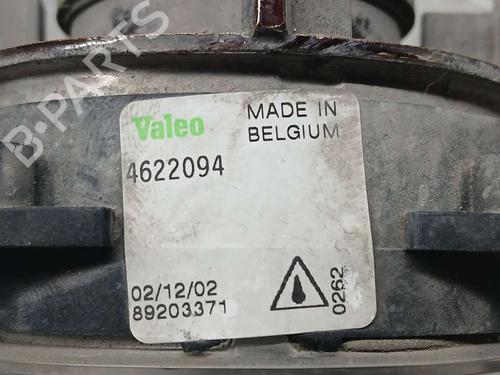 B-PARTS
Valeo
MADE IN
BELGIUM
4622094
02/12/02
89203371
0262